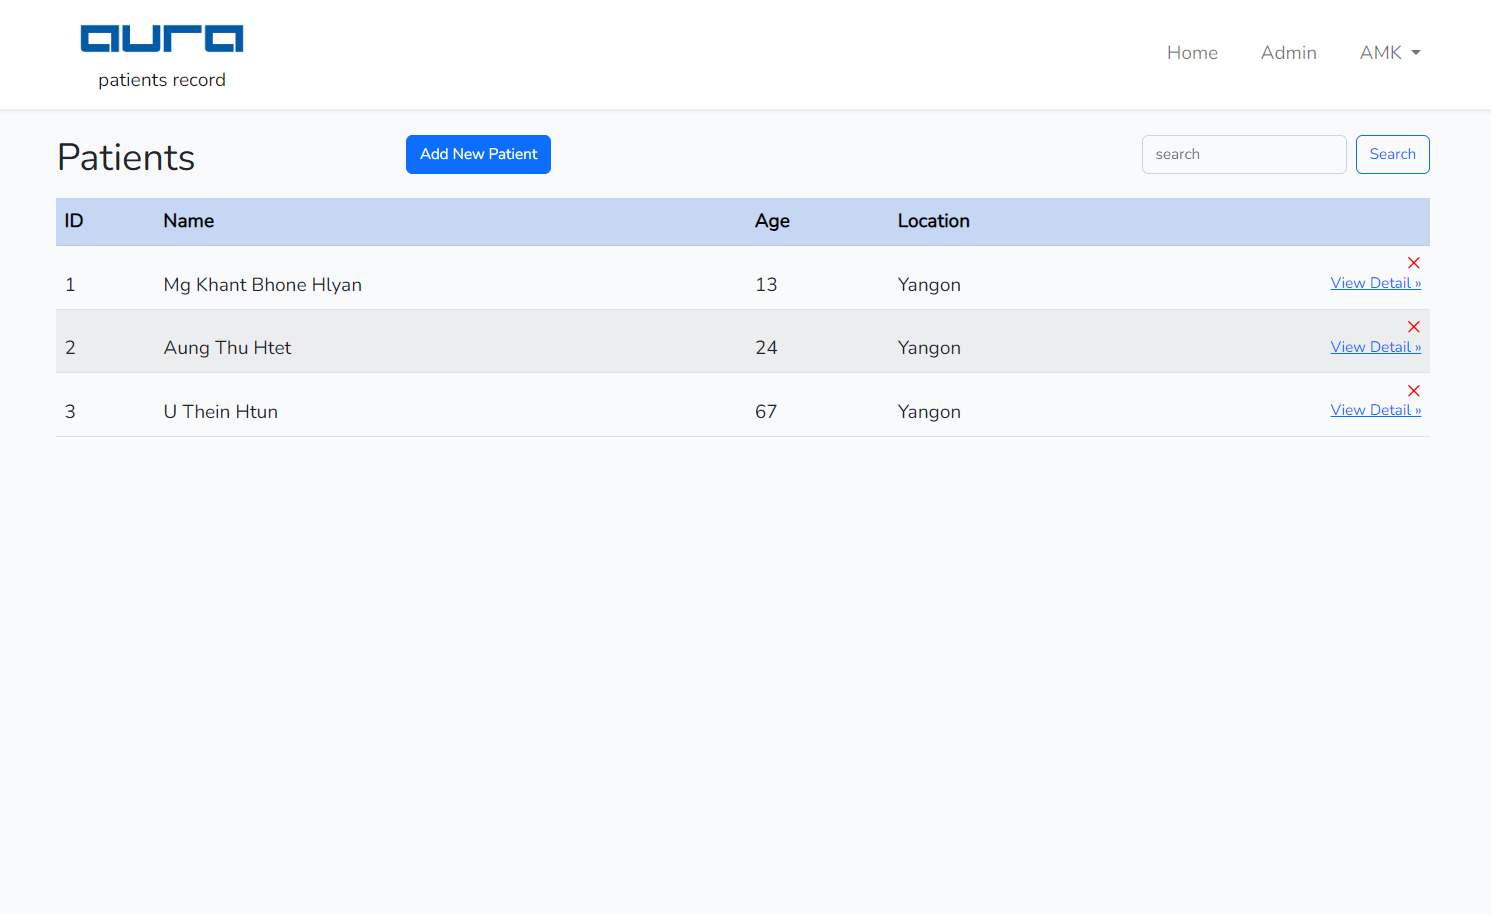 aura
patients record
Home Admin AMK
Patients Add New Patient search Search
ID Name Age Location
1 Mg Khant Bhone Hlyan 13 Yangon View Detail »
2 Aung Thu Htet 24 Yangon View Detail »
3 U Thein Htun 67 Yangon View Detail »